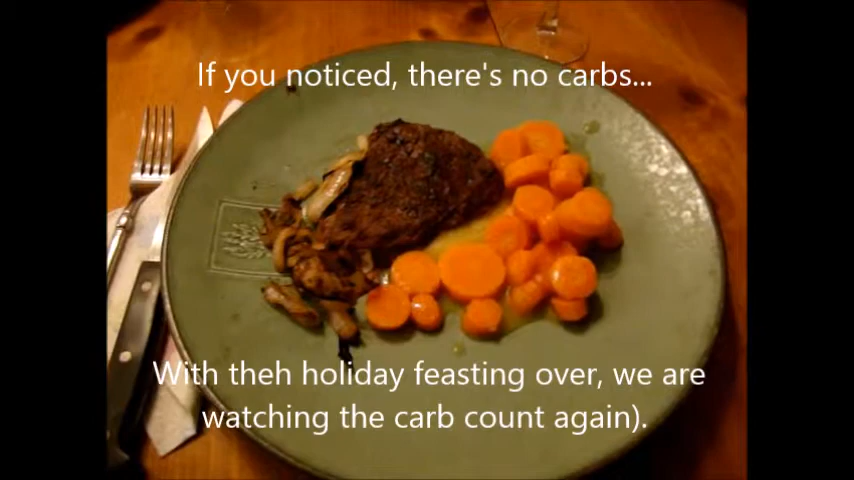 If you noticed, there's no carbs...
With theh holiday feasting over, we are
watching the carb count again).